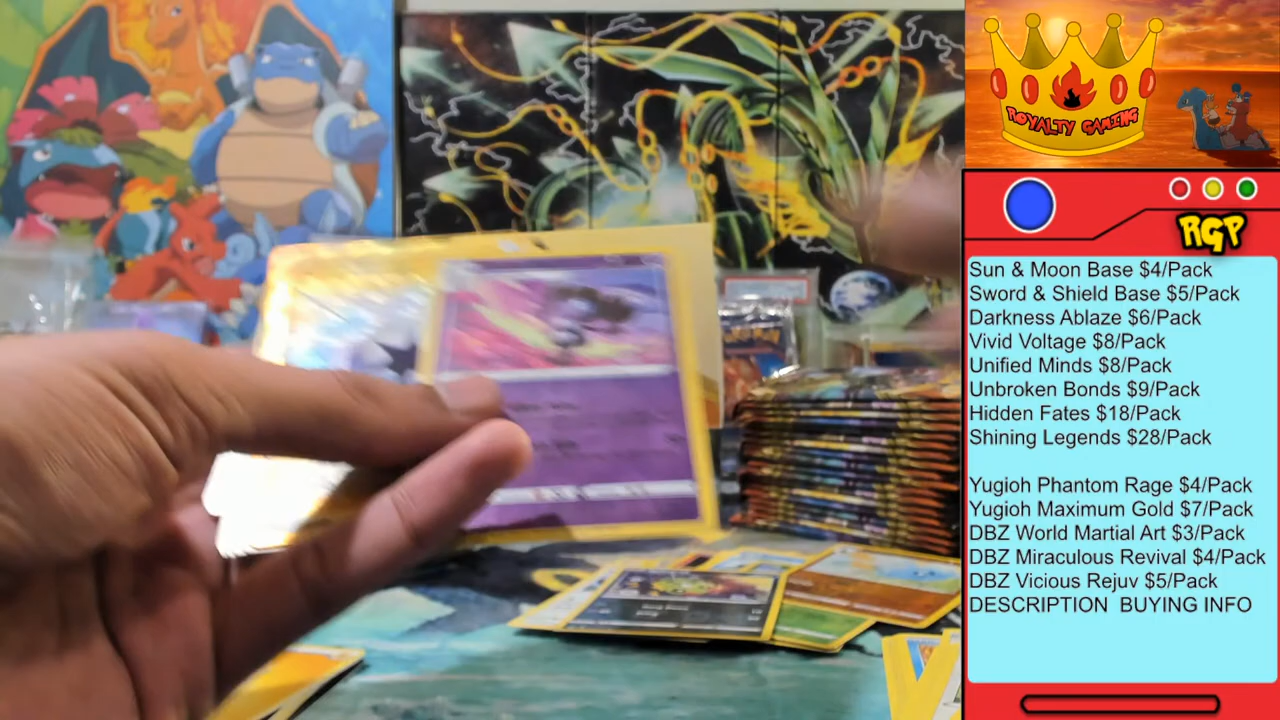 ROYALTY GAMING
RGP
Sun & Moon Base $4/Pack
Sword & Shield Base $5/Pack
Darkness Ablaze $6/Pack
Vivid Voltage $8/Pack
Unified Minds $8/Pack
Unbroken Bonds $9/Pack
Hidden Fates $18/Pack
Shining Legends $28/Pack
Yugioh Phantom Rage $4/Pack
Yugioh Maximum Gold $7/Pack
DBZ World Martial Art $3/Pack
DBZ Miraculous Revival $4/Pack
DBZ Vicious Rejuv $5/Pack
DESCRIPTION BUYING INFO